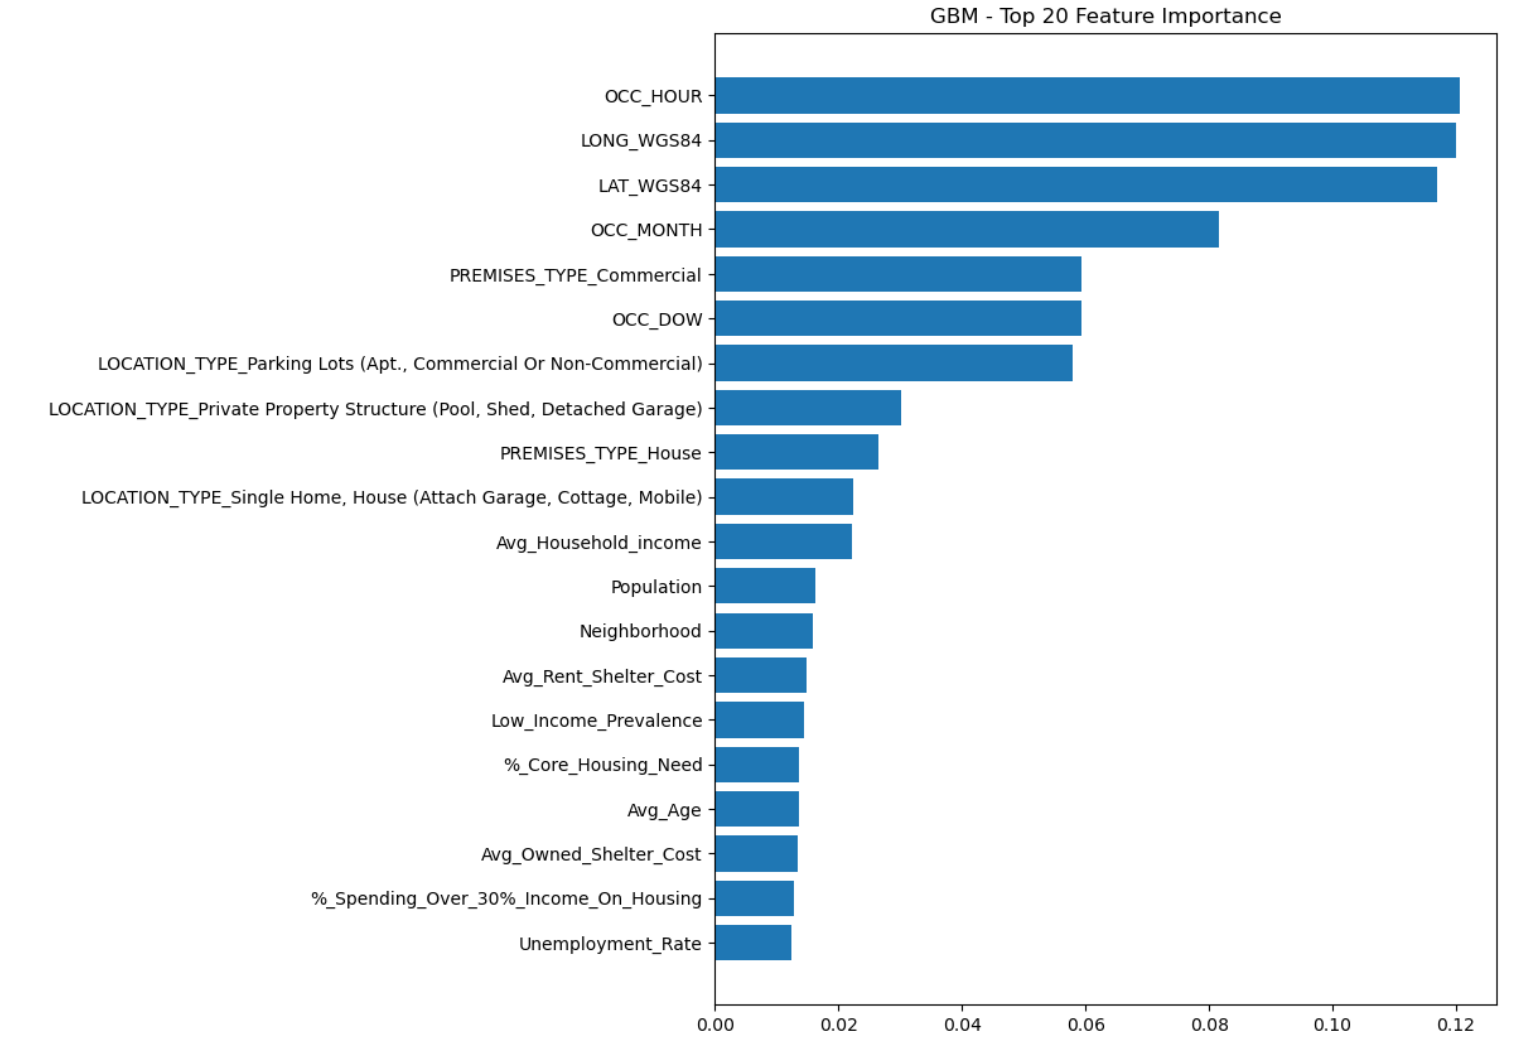 GBM - Top 20 Feature Importance
OCC_HOUR
LONG_WGS84
LAT_WGS84
OCC_MONTH
PREMISES_TYPE_Commercial
OCC_DOW
LOCATION_TYPE_Parking Lots (Apt., Commercial Or Non-Commercial)
LOCATION_TYPE_Private Property Structure (Pool, Shed, Detached Garage)
PREMISES_TYPE_House
LOCATION_TYPE_Single Home, House (Attach Garage, Cottage, Mobile)
Avg_Household_income
Population
Neighborhood
Avg_Rent_Shelter_Cost
Low_Income_Prevalence
%_Core_Housing_Need
Avg_Age
Avg_Owned_Shelter_Cost
%_Spending_Over_30%_Income_On_Housing
Unemployment_Rate
0.00 0.02 0.04 0.06 0.08 0.10 0.12